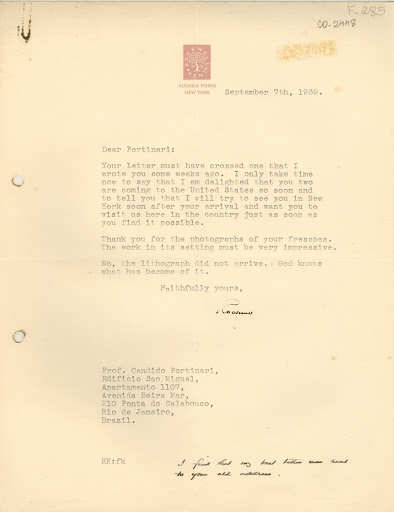 F-285
CO-2448
AUSABLE FORKS
NEW YORK
September 7th, 1939.
Dear Portinari:
Your letter must have crossed one that I
wrote you some weeks ago. I only take time
now to say that I am delighted that you two
are coming to the United States so soon and
to tell you that I will try to see you in New
York soon after your arrival and want you to
visit us here in the country just as soon as
you find it possible.
Thank you for the photographs of your frescoes.
The work in its setting must be very impressive.
No, the lithograph did not arrive. God knows
what has become of it.
Faithfully yours,
Rockwell
Prof. Candido Portinari,
Edificio Sao Miguel,
Apartamento 1107,
Avenida Beira Mar,
210 Ponta do Calabouco,
Rio de Janeiro,
Brazil.
RK:fk
I find that my last letter was sent
to your old address.